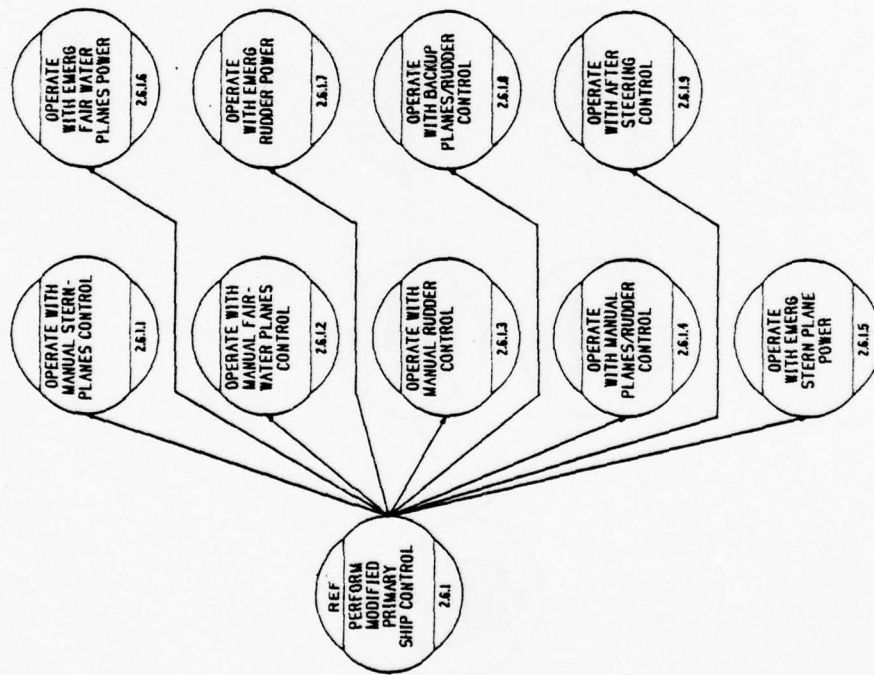 REF
PERFORM
MODIFIED
PRIMARY
SHIP CONTROL
2.6.1
OPERATE WITH
MANUAL STERN-
PLANES CONTROL
2.6.1.1
OPERATE WITH
MANUAL FAIR-
WATER PLANES
CONTROL
2.6.1.2
OPERATE WITH
MANUAL RUDDER
CONTROL
2.6.1.3
OPERATE
WITH MANUAL
PLANES/RUDDER
CONTROL
2.6.1.4
OPERATE
WITH EMERG
STERN PLANE
POWER
2.6.1.5
OPERATE
WITH EMERG
FAIR WATER
PLANES POWER
2.6.1.6
OPERATE
WITH EMERG
RUDDER POWER
2.6.1.7
OPERATE
WITH BACKUP
PLANES/RUDDER
CONTROL
2.6.1.8
OPERATE
WITH AFTER
STEERING
CONTROL
2.6.1.9